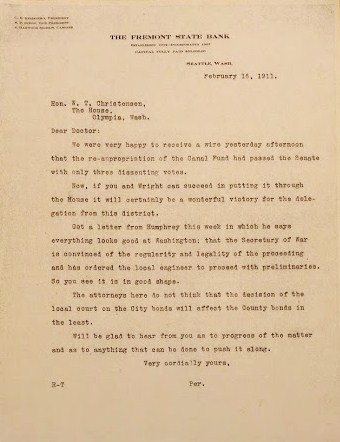 THE FREMONT STATE BANK
SEATTLE, WASH.
February 16, 1911.
Hon. W. T. Christensen,
The House,
Olympia, Wash.
Dear Doctor:
We were very happy to receive a wire yesterday afternoon
that the re-appropriation of the Canal Fund had passed the Senate
with only three dissenting votes.
Now, if you and Wright can succeed in putting it through
the House it will certainly be a wonderful victory for the dele-
gation from this district.
Got a letter from Humphrey this week in which he says
everything looks good at Washington; that the Secretary of War
is convinced of the regularity and legality of the proceeding
and has ordered the local engineer to proceed with preliminaries.
So you see it is in good shape.
The attorneys here do not think that the decision of the
local court on the City bonds will affect the County bonds in
the least.
Will be glad to hear from you as to progress of the matter
and as to anything that can be done to push it along.
Very cordially yours,
R-T
Per.